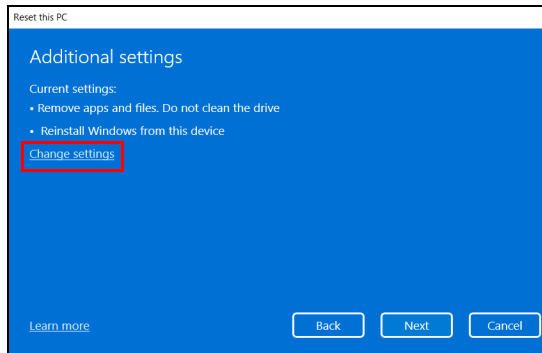 Reset this PC
Additional settings
Current settings:
• Remove apps and files. Do not clean the drive
• Reinstall Windows from this device
Change settings
Learn more
Back
Next
Cancel